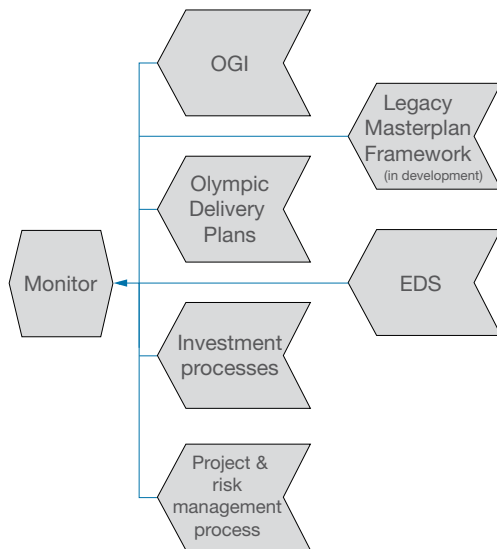 OGI
Legacy
Masterplan
Framework
(in development)
Olympic
Delivery
Plans
Monitor
EDS
Investment
processes
Project &
risk
management
process